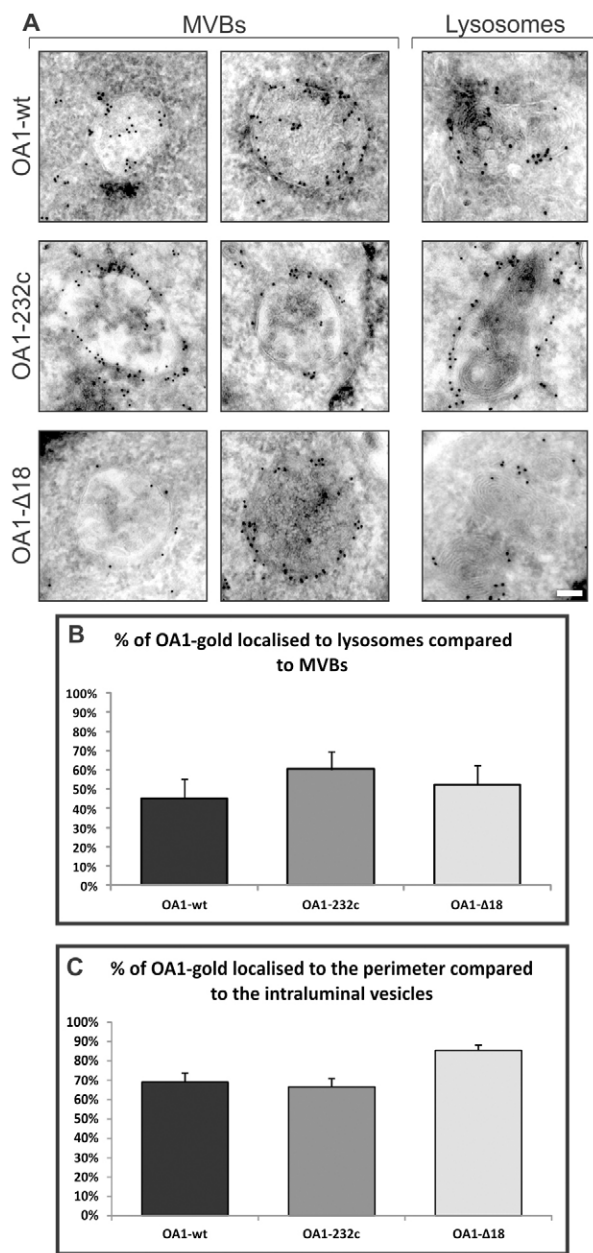 A
MVBs
Lysosomes
OA1-wt
OA1-232c
OA1-Δ18
B
% of OA1-gold localised to lysosomes compared
to MVBs
100%
90%
80%
70%
60%
50%
40%
30%
20%
10%
0%
OA1-wt
OA1-232c
OA1-Δ18
C
% of OA1-gold localised to the perimeter compared
to the intraluminal vesicles
100%
90%
80%
70%
60%
50%
40%
30%
20%
10%
0%
OA1-wt
OA1-232c
OA1-Δ18